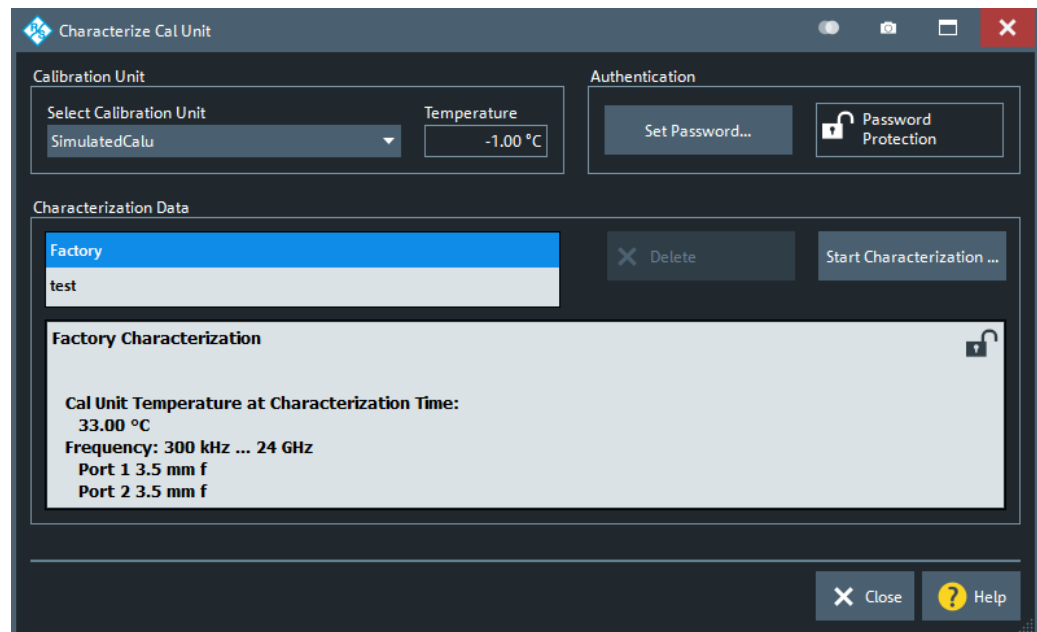 R&S
Characterize Cal Unit
Calibration Unit
Authentication
Select Calibration Unit
Temperature
SimulatedCalu
-1.00 °C
Set Password...
Password
Protection
Characterization Data
Factory
test
Delete
Start Characterization ...
Factory Characterization
Cal Unit Temperature at Characterization Time:
33.00 °C
Frequency: 300 kHz ... 24 GHz
Port 1 3.5 mm f
Port 2 3.5 mm f
Close
? Help